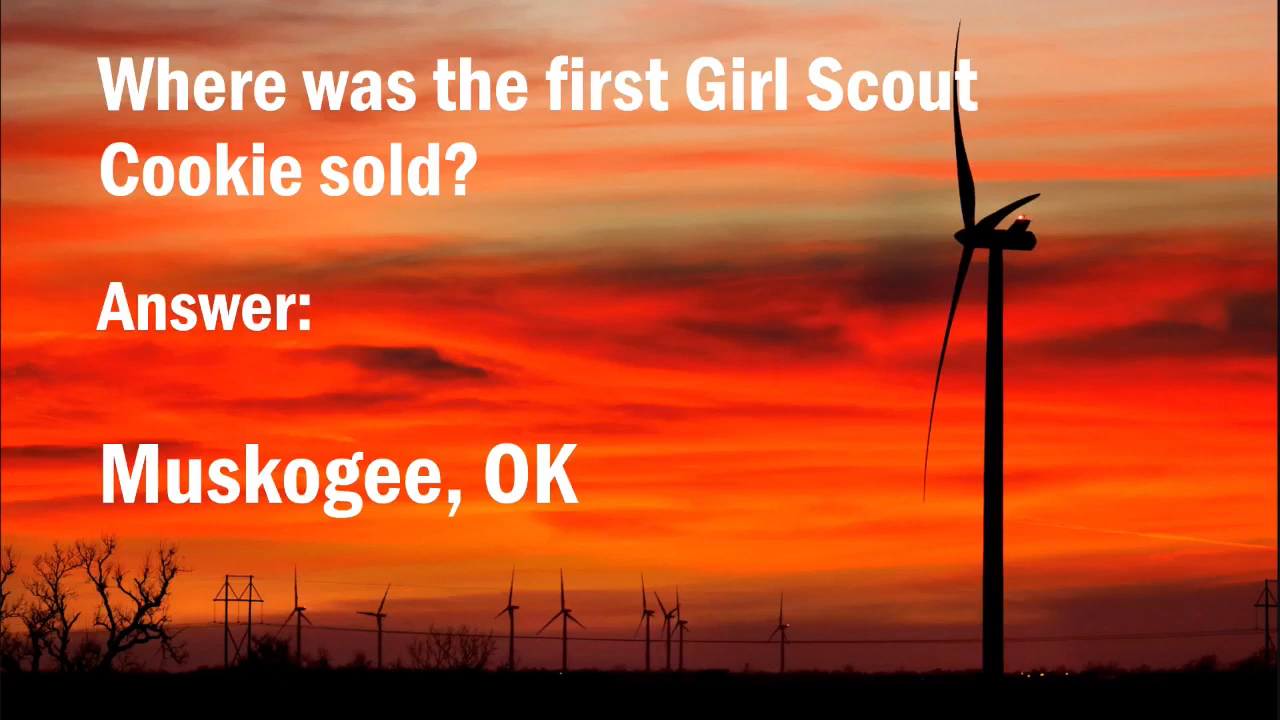 Where was the first Girl Scout
Cookie sold?
Answer:
Muskogee, OK